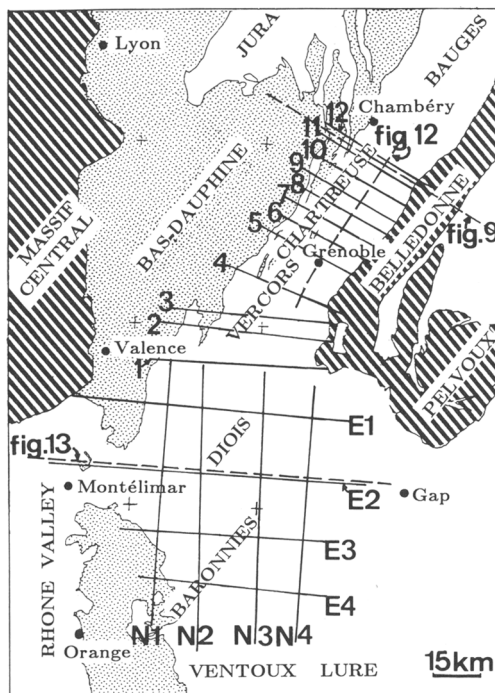 Lyon
JURA
BAUGES
Chambéry
12
11
10
fig 12
9
8
7
6
5
4
3
2
1
MASSIF
CENTRAL
BAS-DAUPHINE
CHARTREUSE
BELLEDONNE
fig.9
Grenoble
VERCORS
Valence
PELVOUX
E1
DIOIS
fig.13
Montélimar
E2
Gap
RHONE VALLEY
E3
BARONNIES
E4
N1
N2
N3
N4
Orange
VENTOUX LURE
15km